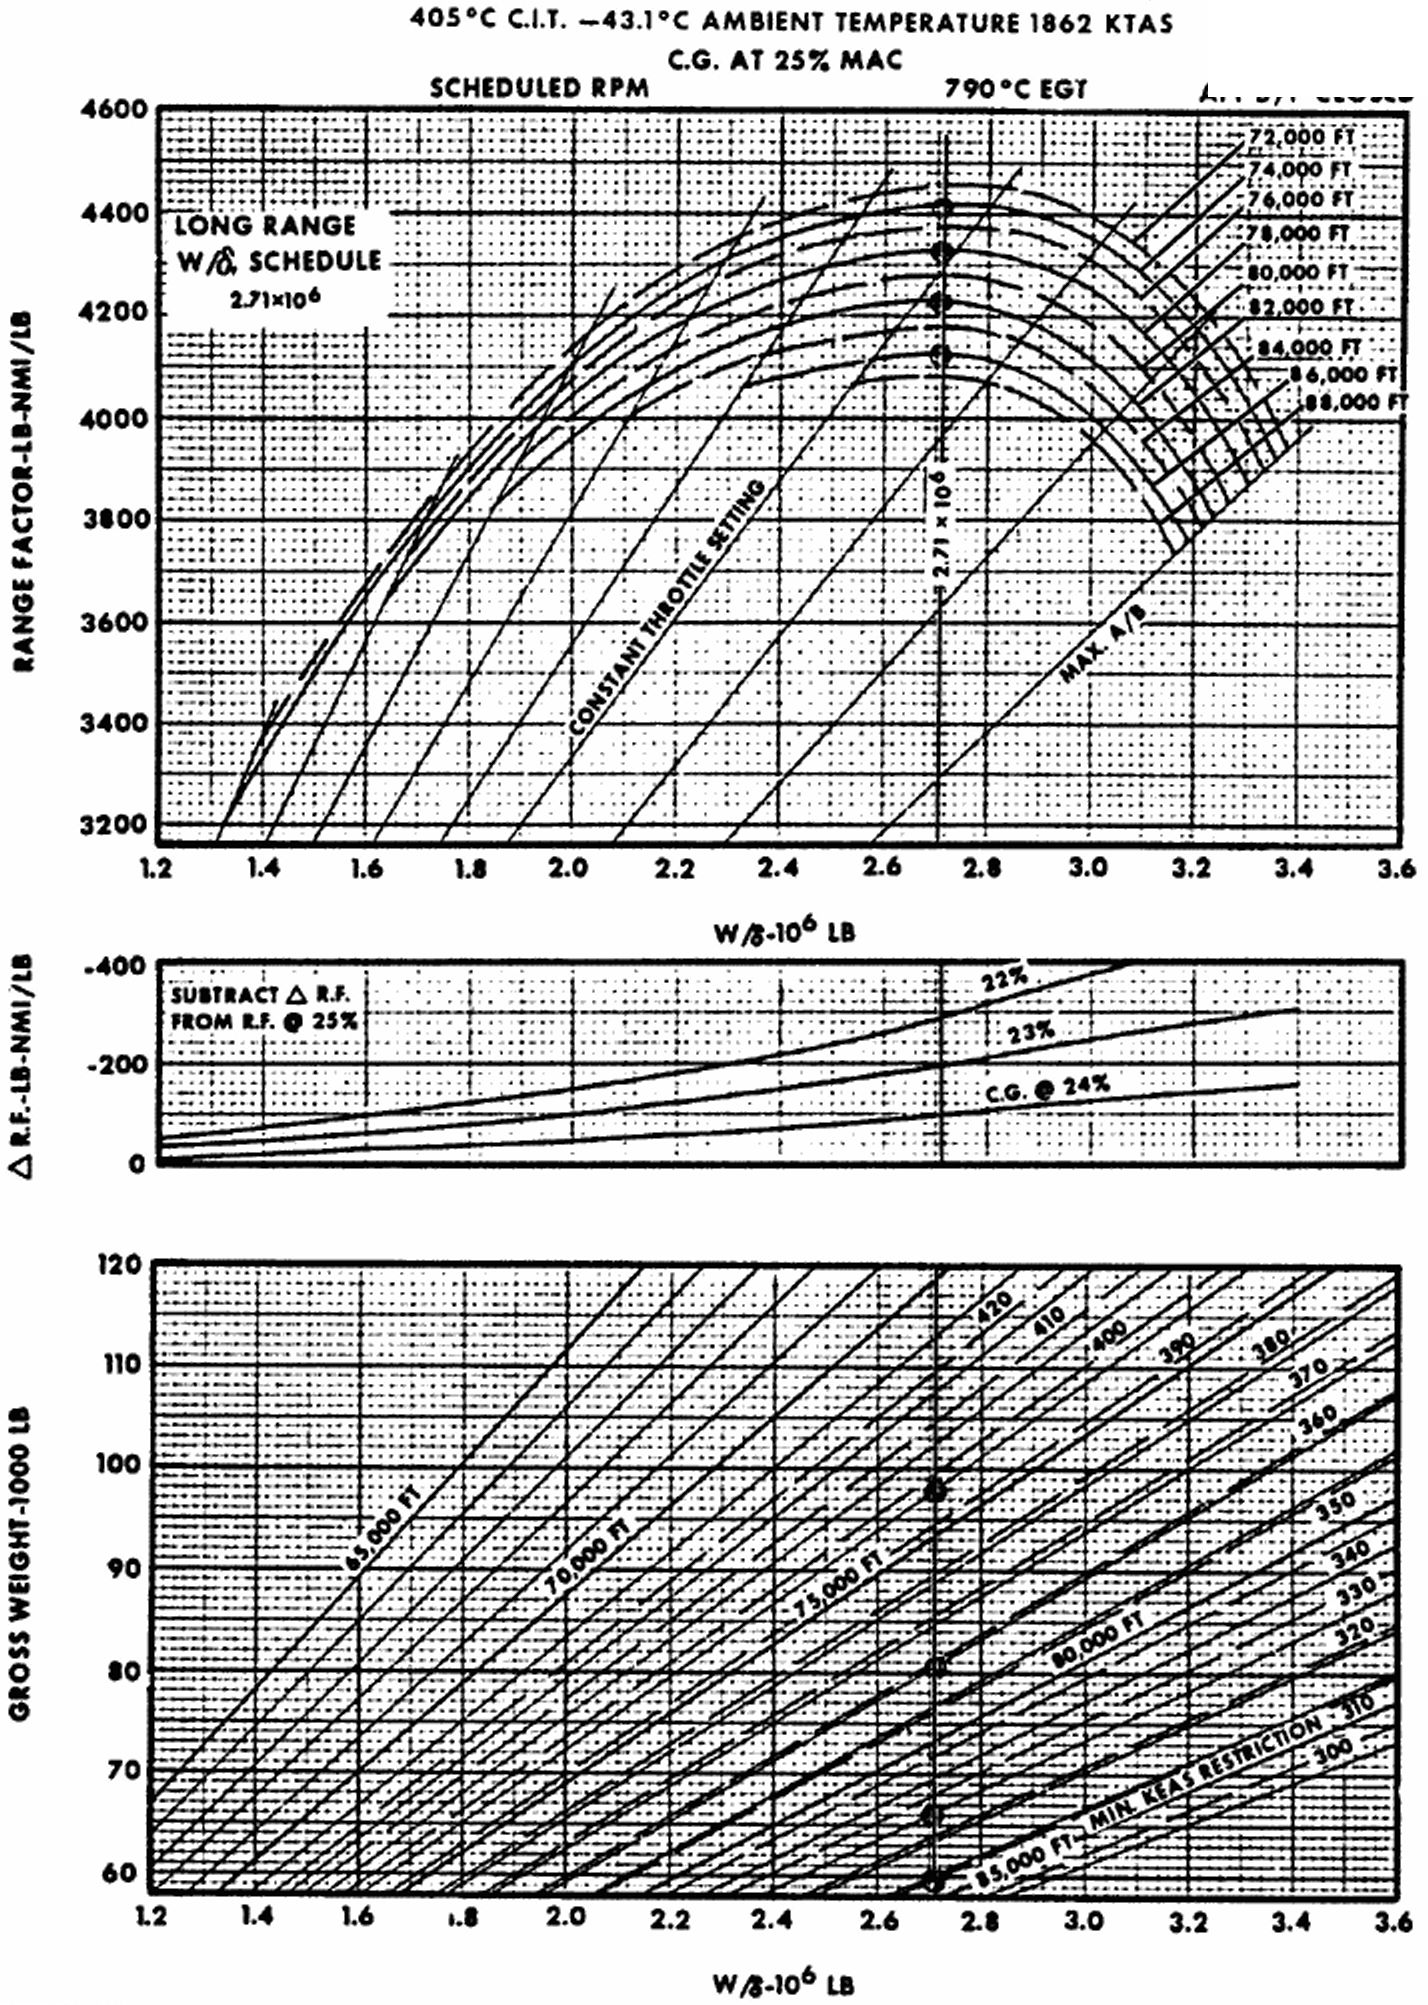 405°C C.I.T. −43.1°C AMBIENT TEMPERATURE 1862 KTAS
C.G. AT 25% MAC
SCHEDULED RPM 790°C EGT
4600
4400
4200
4000
3800
3600
3400
3200
RANGE FACTOR-LB-NMI/LB
LONG RANGE
W/δ, SCHEDULE
2.71×10⁶
72,000 FT
74,000 FT
76,000 FT
78,000 FT
80,000 FT
82,000 FT
84,000 FT
86,000 FT
88,000 FT
CONSTANT THROTTLE SETTING
2.71 × 10⁶
MAX. A/B
1.2 1.4 1.6 1.8 2.0 2.2 2.4 2.6 2.8 3.0 3.2 3.4 3.6
W/δ-10⁶ LB
-400
-200
0
Δ R.F.-LB-NMI/LB
SUBTRACT Δ R.F.
FROM R.F. @ 25%
22%
23%
C.G. @ 24%
120
110
100
90
80
70
60
GROSS WEIGHT-1000 LB
65,000 FT
70,000 FT
75,000 FT
80,000 FT
85,000 FT - MIN. KEAS RESTRICTION
420
410
400
390
380
370
360
350
340
330
320
310
300
1.2 1.4 1.6 1.8 2.0 2.2 2.4 2.6 2.8 3.0 3.2 3.4 3.6
W/δ-10⁶ LB